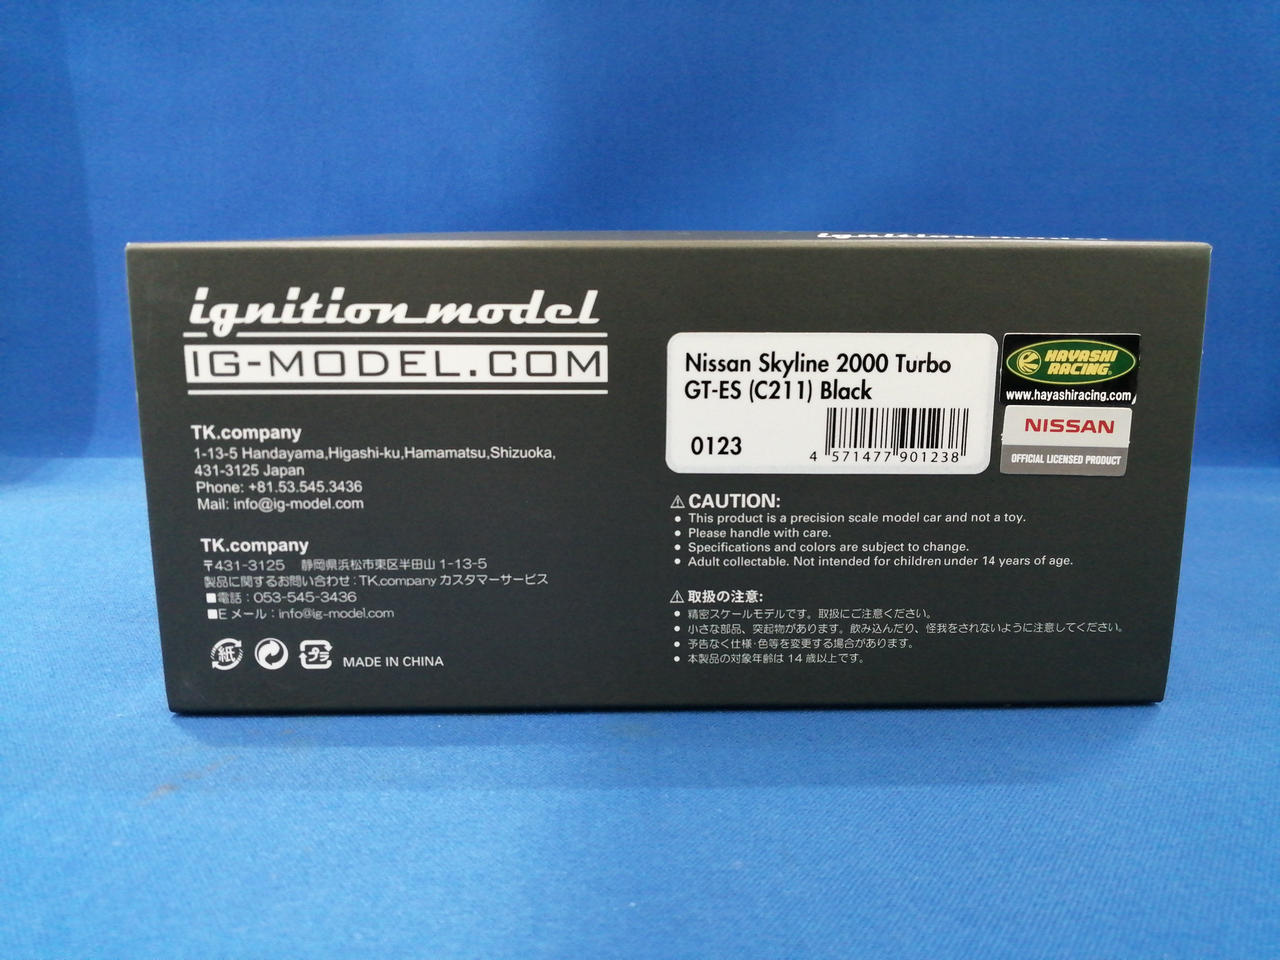 ignition model
ignition model
IG-MODEL.COM
TK.company
1-13-5 Handayama,Higashi-ku,Hamamatsu,Shizuoka,
431-3125 Japan
Phone: +81.53.545.3436
Mail: info@ig-model.com
TK.company
〒431-3125 静岡県浜松市東区半田山 1-13-5
製品に関するお問い合わせ：TK.company カスタマーサービス
■電話：053-545-3436
■E メール：info@ig-model.com
紙
プラ
MADE IN CHINA
Nissan Skyline 2000 Turbo
GT-ES (C211) Black
0123
4 571477 901238
HAYASHI
RACING
www.hayashiracing.com
NISSAN
OFFICIAL LICENSED PRODUCT
⚠CAUTION:
● This product is a precision scale model car and not a toy.
● Please handle with care.
● Specifications and colors are subject to change.
● Adult collectable. Not intended for children under 14 years of age.
⚠取扱の注意:
● 精密スケールモデルです。取扱にご注意ください。
● 小さな部品、突起物があります。飲み込んだり、怪我をされないように注意してください。
● 予告なく仕様・色等を変更する場合があります。
● 本製品の対象年齢は 14 歳以上です。